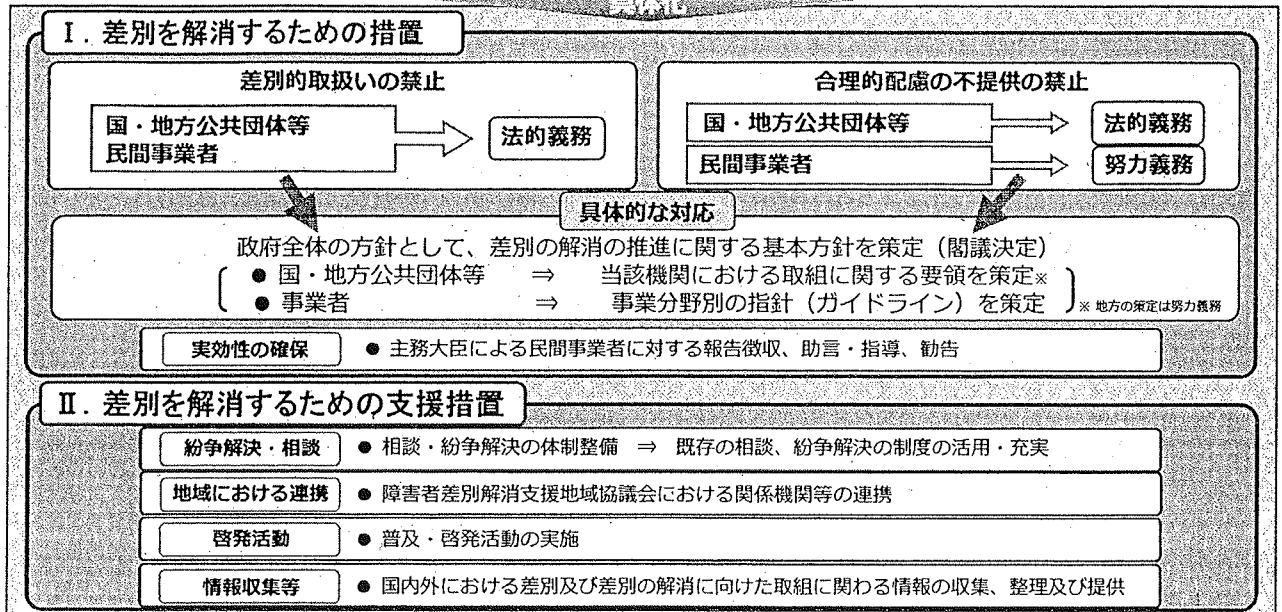 具体化
Ⅰ. 差別を解消するための措置
差別的取扱いの禁止
国・地方公共団体等
民間事業者
法的義務
合理的配慮の不提供の禁止
国・地方公共団体等
法的義務
民間事業者
努力義務
具体的な対応
政府全体の方針として、差別の解消の推進に関する基本方針を策定（閣議決定）
● 国・地方公共団体等 ⇒ 当該機関における取組に関する要領を策定※
● 事業者 ⇒ 事業分野別の指針（ガイドライン）を策定
※ 地方の策定は努力義務
実効性の確保 ● 主務大臣による民間事業者に対する報告徴収、助言・指導、勧告
Ⅱ. 差別を解消するための支援措置
紛争解決・相談 ● 相談・紛争解決の体制整備 ⇒ 既存の相談、紛争解決の制度の活用・充実
地域における連携 ● 障害者差別解消支援地域協議会における関係機関等の連携
啓発活動 ● 普及・啓発活動の実施
情報収集等 ● 国内外における差別及び差別の解消に向けた取組に関わる情報の収集、整理及び提供